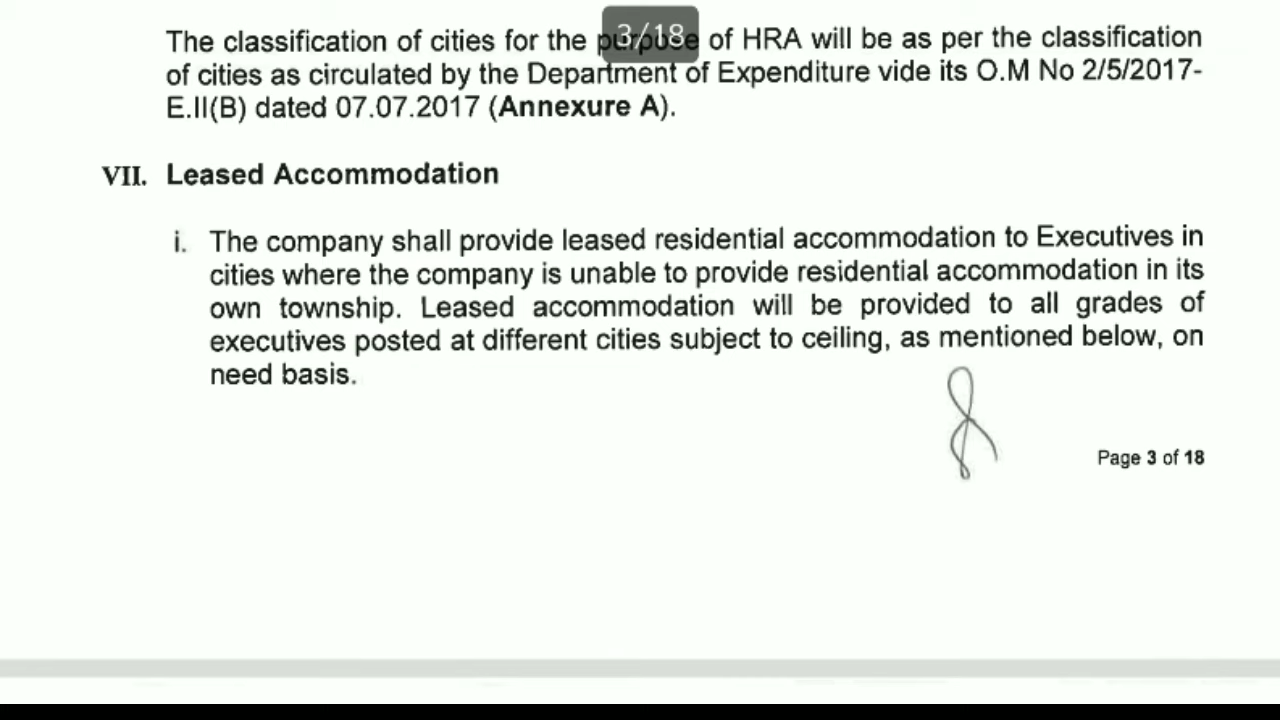 3/18
The classification of cities for the purpose of HRA will be as per the classification
of cities as circulated by the Department of Expenditure vide its O.M No 2/5/2017-
E.II(B) dated 07.07.2017 (Annexure A).
VII. Leased Accommodation
i. The company shall provide leased residential accommodation to Executives in
cities where the company is unable to provide residential accommodation in its
own township. Leased accommodation will be provided to all grades of
executives posted at different cities subject to ceiling, as mentioned below, on
need basis.
Page 3 of 18